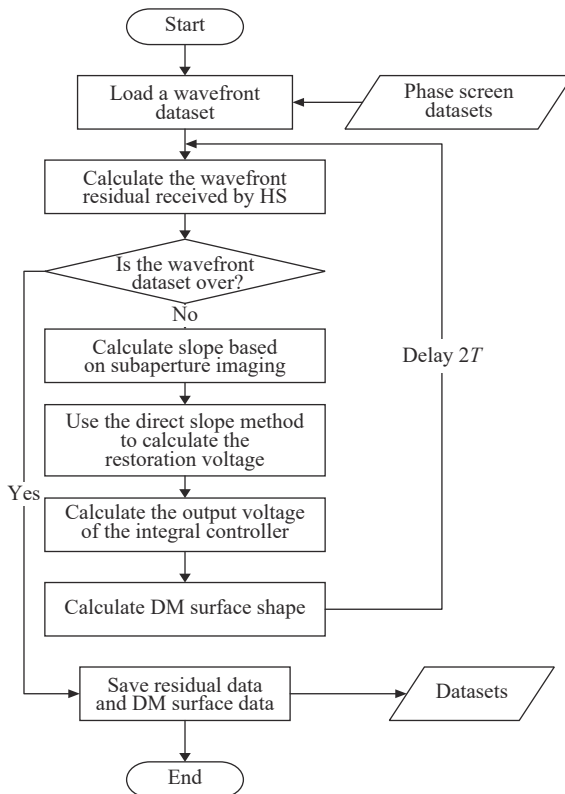 Start
Load a wavefront
dataset
Phase screen
datasets
Calculate the wavefront
residual received by HS
Is the wavefront
dataset over?
No
Calculate slope based
on subaperture imaging
Delay 2T
Use the direct slope method
to calculate the
restoration voltage
Yes
Calculate the output voltage
of the integral controller
Calculate DM surface shape
Save residual data
and DM surface data
Datasets
End